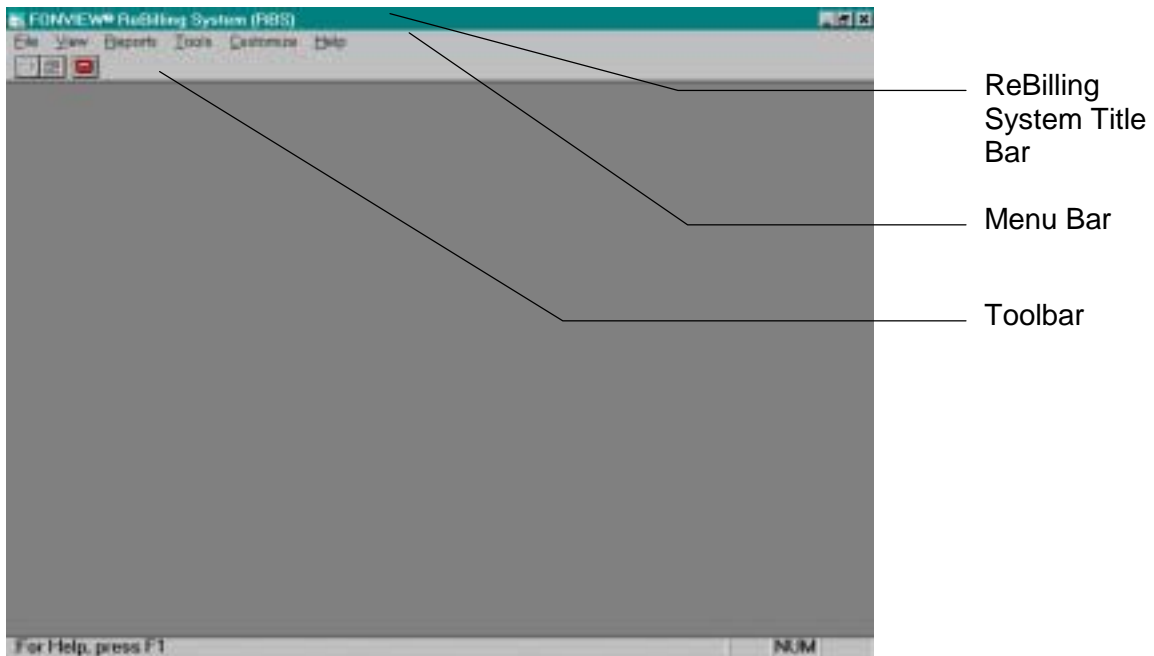 FONVIEW® ReBilling System (RBS)
File View Reports Tools Customize Help
ReBilling
System Title
Bar
Menu Bar
Toolbar
For Help, press F1
NUM